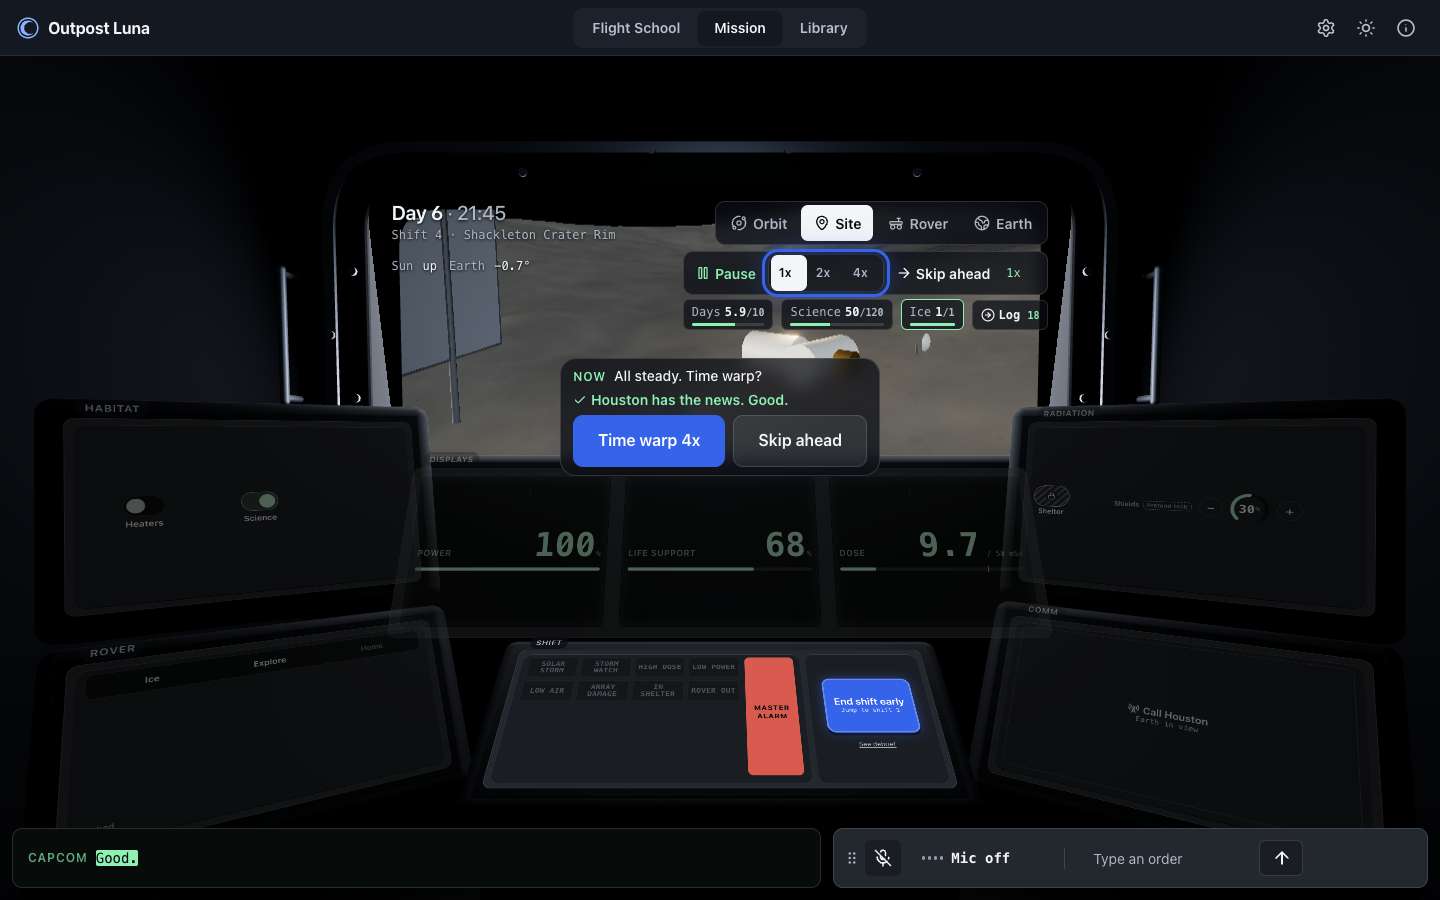 Outpost Luna
Flight School
Mission
Library
Day 6 · 21:45
Shift 4 · Shackleton Crater Rim
Sun up Earth −0.7°
Orbit
Site
Rover
Earth
Pause
1x
2x
4x
Skip ahead
1x
Days 5.9/10
Science 50/120
Ice 1/1
Log 18
NOW All steady. Time warp?
Houston has the news. Good.
Time warp 4x
Skip ahead
HABITAT
Heaters
Science
DISPLAYS
POWER 100%
LIFE SUPPORT 68%
DOSE 9.7
RADIATION
Shelter
Shields
− 30% +
ROVER
Ice
Explore
Home
SHIFT
SOLAR STORM
STORM WATCH
HIGH DOSE
LOW POWER
LOW AIR
ARRAY DAMAGE
IN SHELTER
ROVER OUT
MASTER ALARM
End shift early
See debrief
COMM
Call Houston
Earth in view
CAPCOM Good.
Mic off
Type an order